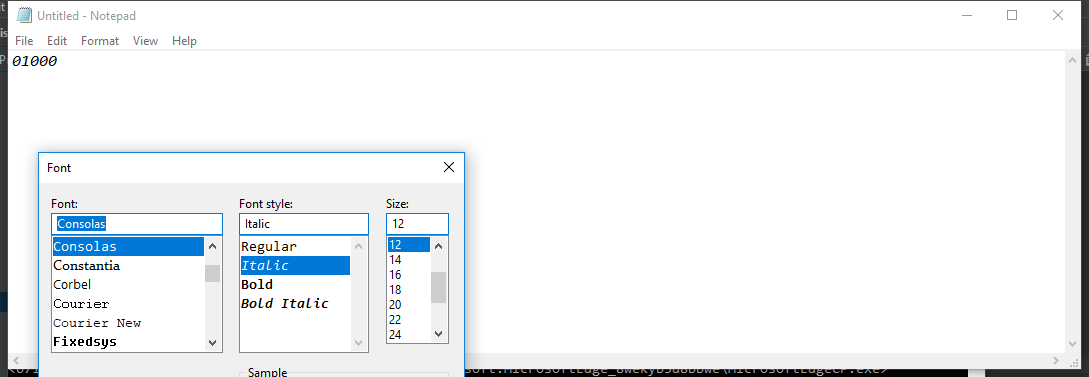 Untitled - Notepad
File Edit Format View Help
01000
Font
Font: Font style: Size:
Consolas Italic 12
Consolas Regular 12
Constantia Italic 14
Corbel Bold 16
Courier Bold Italic 18
Courier New 20
Fixedsys 22
24
Sample